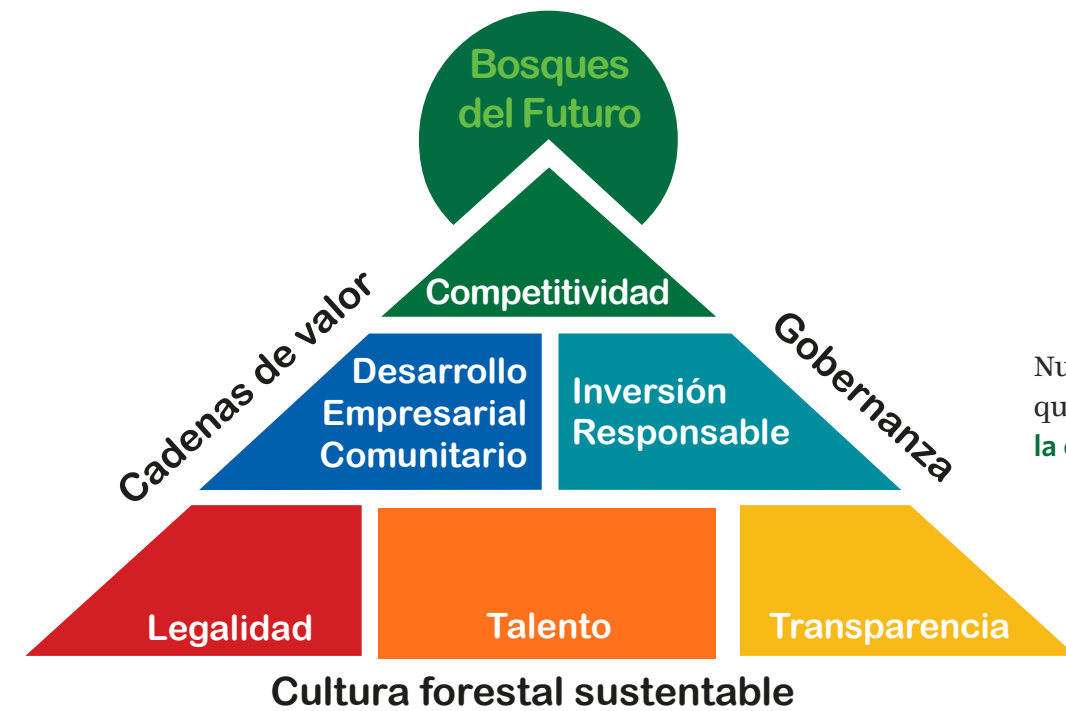 Bosques
del Futuro
Competitividad
Cadenas de valor
Gobernanza
Desarrollo
Empresarial
Comunitario
Inversión
Responsable
Legalidad
Talento
Transparencia
Cultura forestal sustentable
la